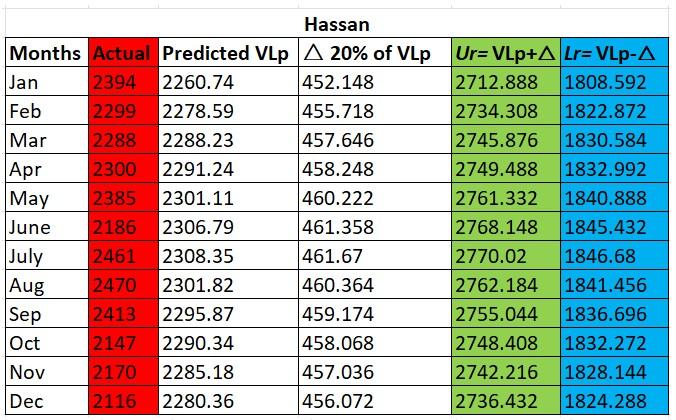 Hassan
Months Actual Predicted VLp △ 20% of VLp Ur= VLp+△ Lr= VLp-△
Jan 2394 2260.74 452.148 2712.888 1808.592
Feb 2299 2278.59 455.718 2734.308 1822.872
Mar 2288 2288.23 457.646 2745.876 1830.584
Apr 2300 2291.24 458.248 2749.488 1832.992
May 2385 2301.11 460.222 2761.332 1840.888
June 2186 2306.79 461.358 2768.148 1845.432
July 2461 2308.35 461.67 2770.02 1846.68
Aug 2470 2301.82 460.364 2762.184 1841.456
Sep 2413 2295.87 459.174 2755.044 1836.696
Oct 2147 2290.34 458.068 2748.408 1832.272
Nov 2170 2285.18 457.036 2742.216 1828.144
Dec 2116 2280.36 456.072 2736.432 1824.288